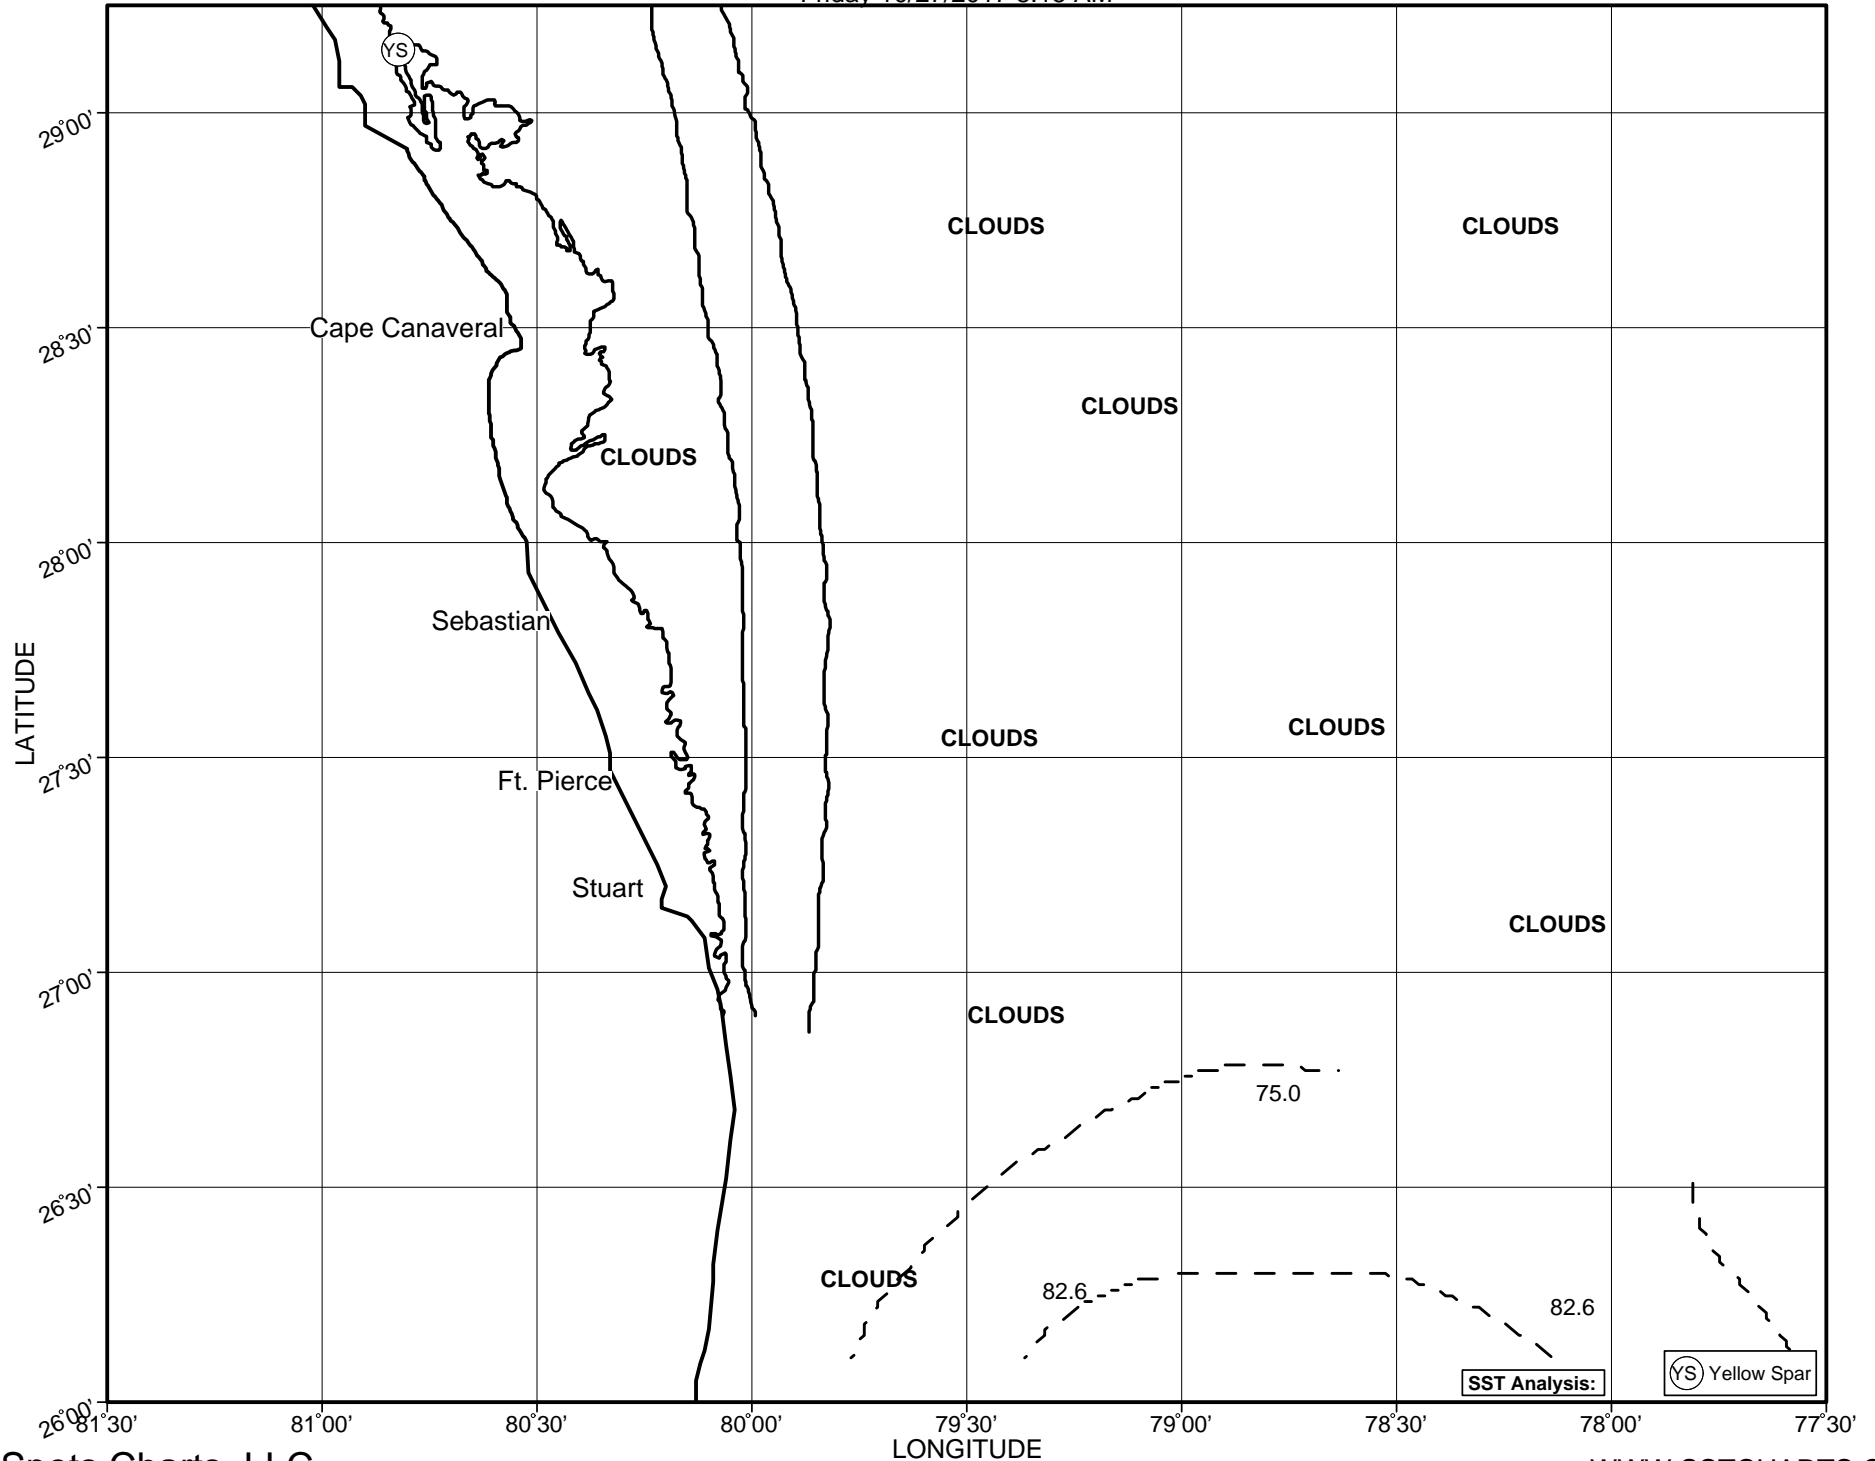 YS
29°00'
CLOUDS CLOUDS
Cape Canaveral
28°30'
CLOUDS
CLOUDS
28°00'
Sebastian
LATITUDE
CLOUDS
CLOUDS
27°30'
Ft. Pierce
Stuart
CLOUDS
27°00'
CLOUDS
75.0
26°30'
CLOUDS
82.6
82.6
YS Yellow Spar
SST Analysis:
26°00'
81°30' 81°00' 80°30' 80°00' 79°30' 79°00' 78°30' 78°00' 77°30'
LONGITUDE